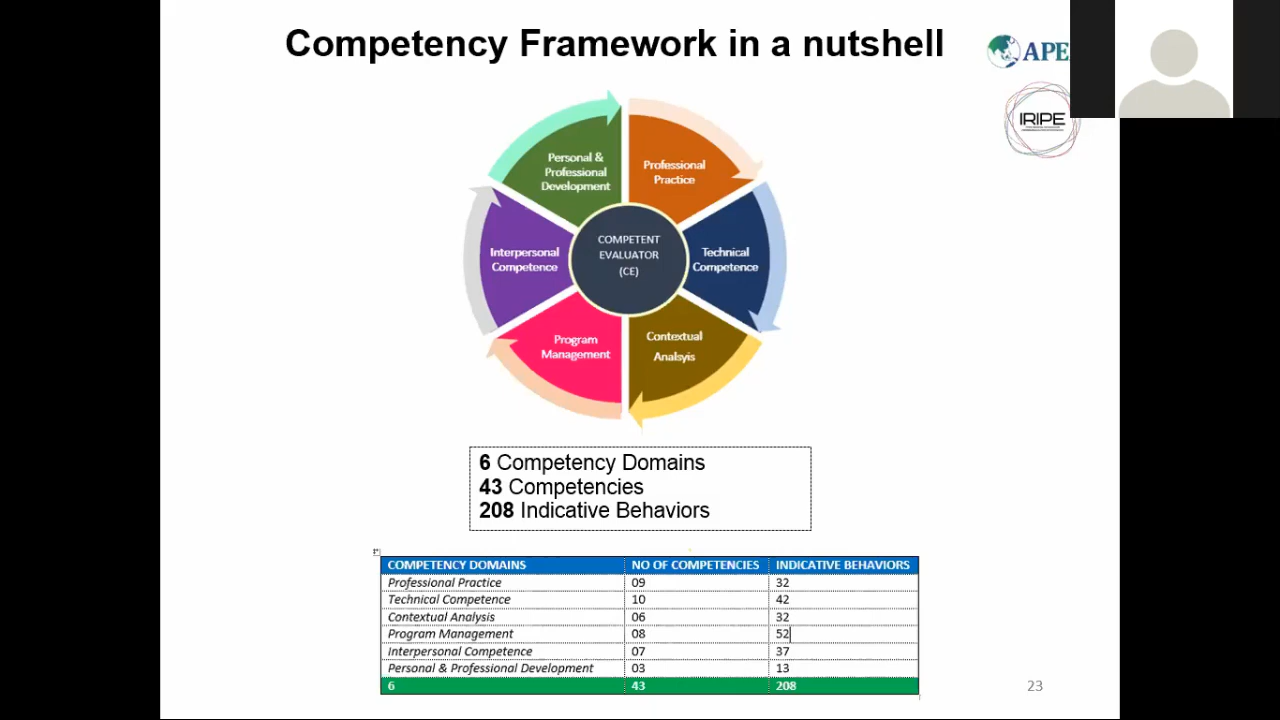 Competency Framework in a nutshell
APE
IRIPE
Personal &
Professional
Development
Professional
Practice
Interpersonal
Competence
COMPETENT
EVALUATOR
(CE)
Technical
Competence
Program
Management
Contextual
Analsyis
6 Competency Domains
43 Competencies
208 Indicative Behaviors
COMPETENCY DOMAINS NO OF COMPETENCIES INDICATIVE BEHAVIORS
Professional Practice 09 32
Technical Competence 10 42
Contextual Analysis 06 32
Program Management 08 52
Interpersonal Competence 07 37
Personal & Professional Development 03 13
6 43 208
23